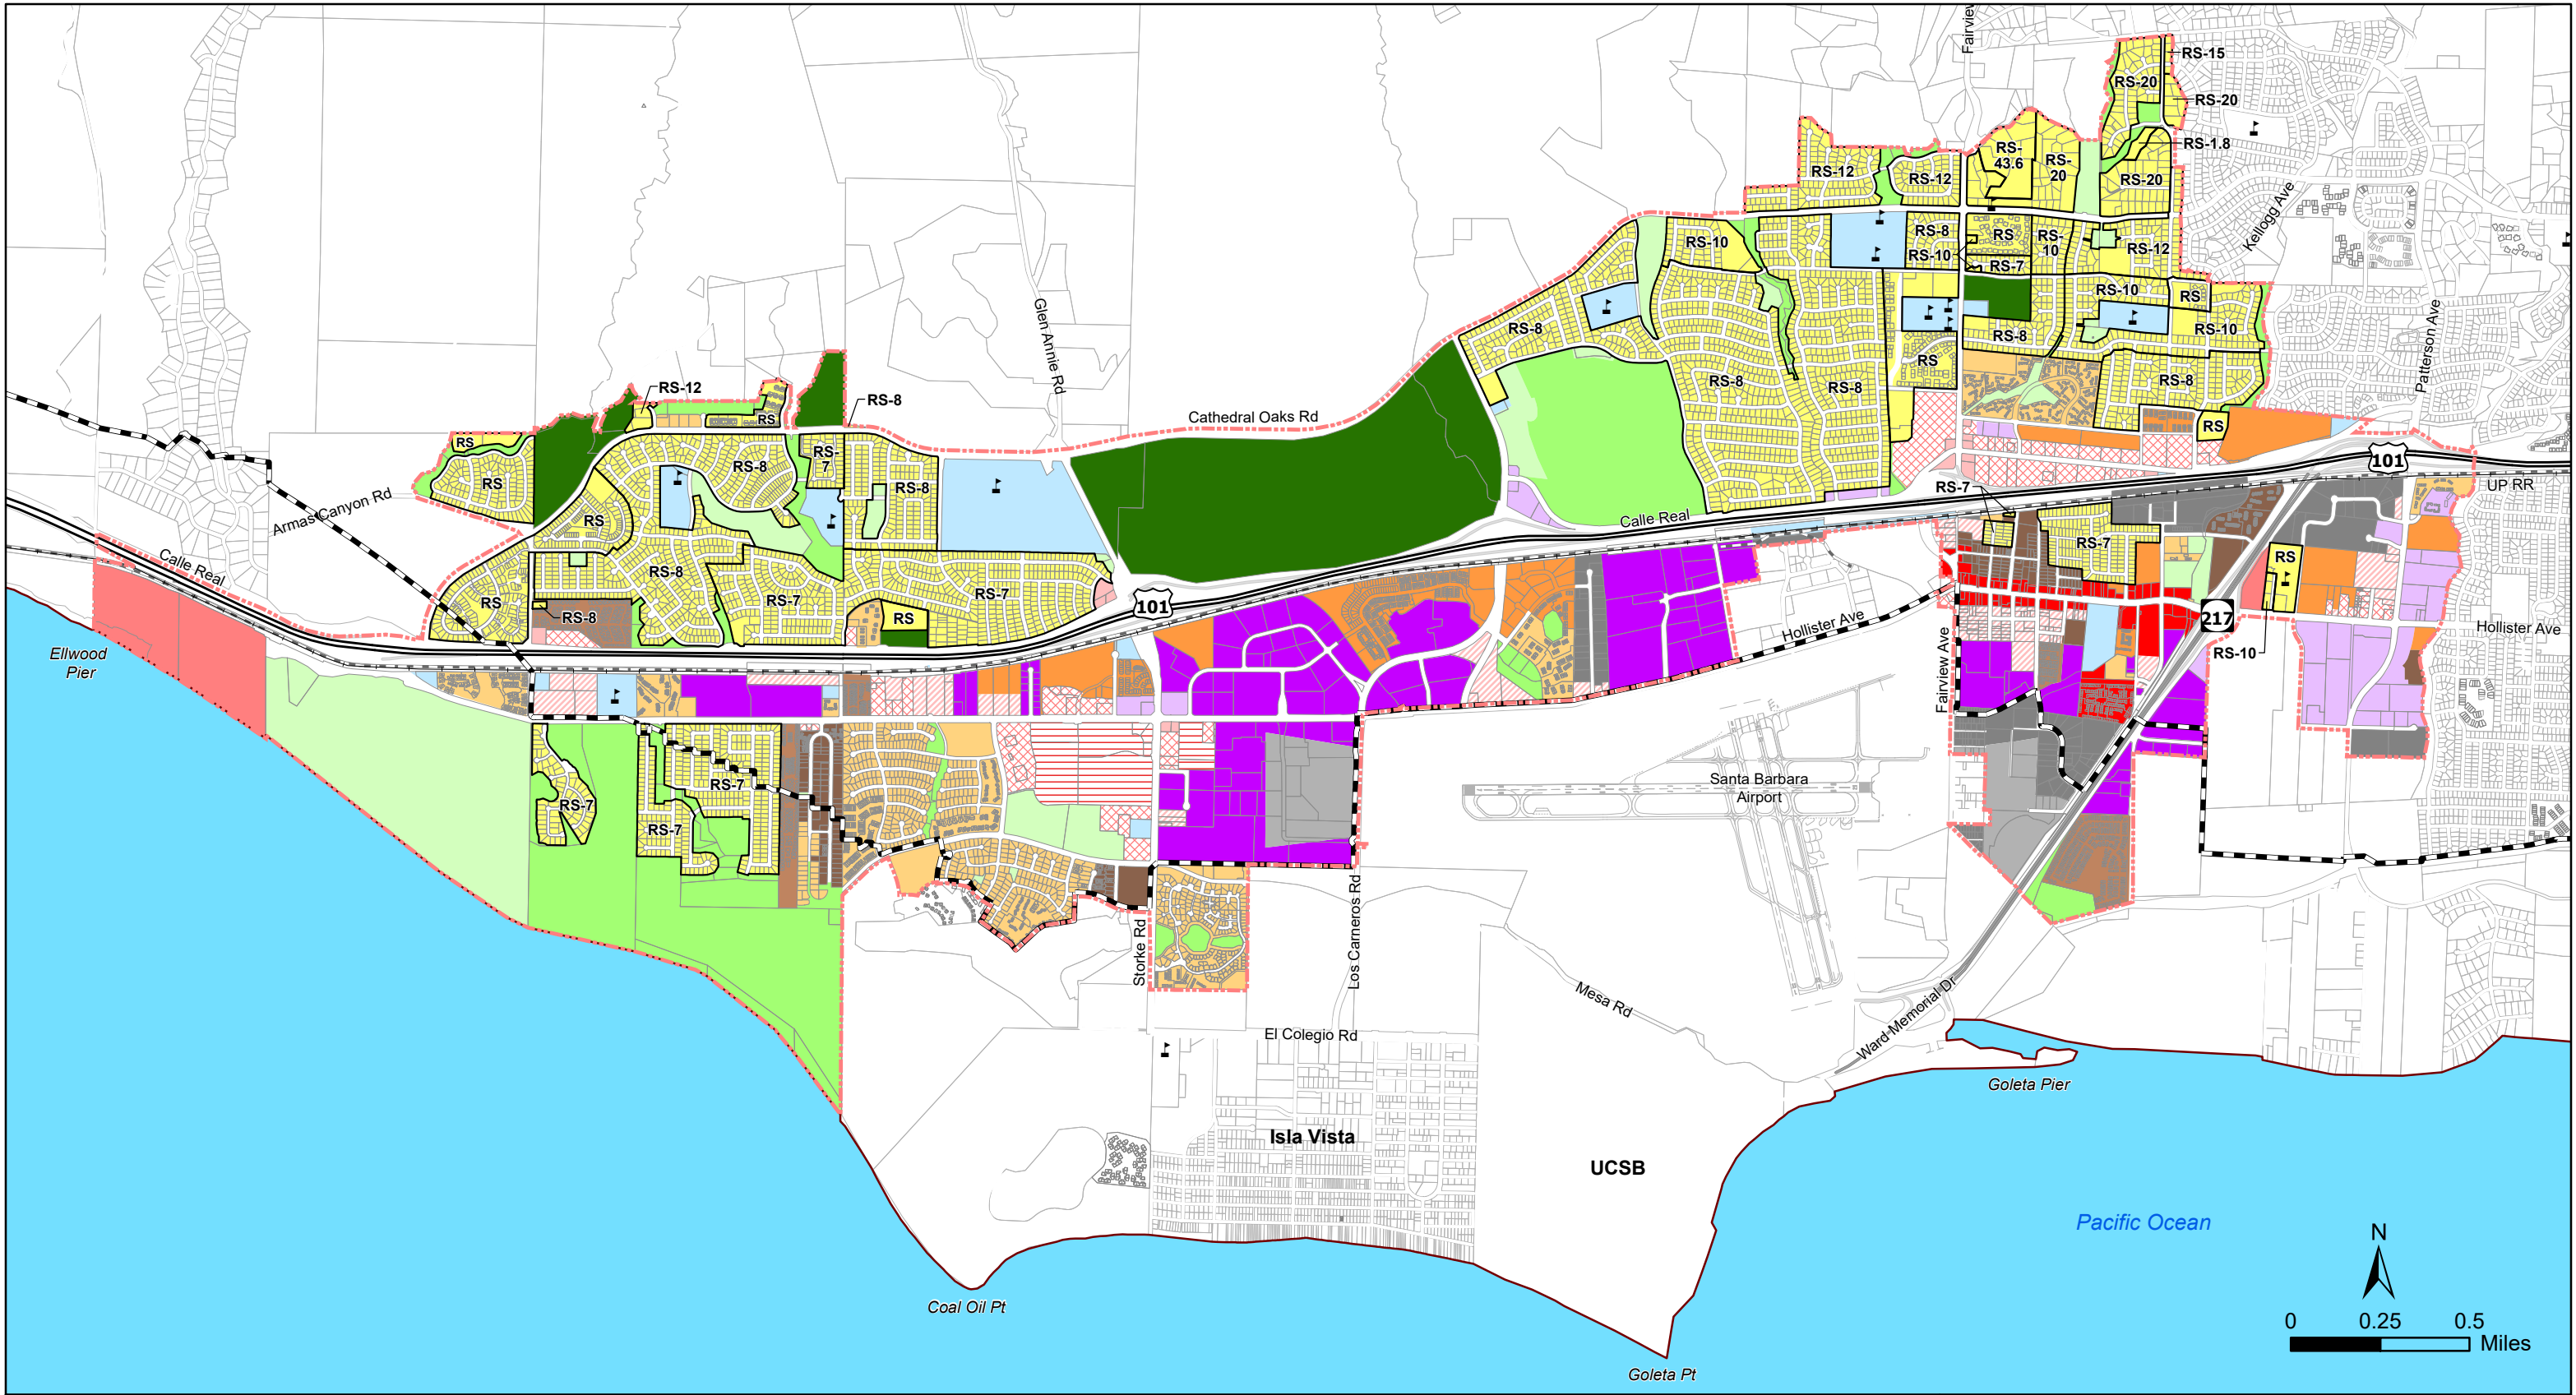 Fairview
RS-15
RS-20
RS-20
RS-1.8
RS-
43.6
RS-
20
RS-20
RS-12
RS-12
Kellogg Ave
RS-8
RS
RS-
10
RS-12
RS-10
RS-10
RS-7
RS-10
RS
RS-8
RS-8
RS-10
Patterson Ave
Glen Annie Rd
RS
RS-8
RS-8
RS-8
RS-12
RS-8
Cathedral Oaks Rd
RS
RS
RS
101
RS-
7
RS-8
RS
RS-8
RS-7
UP RR
Armas Canyon Rd
RS
Calle Real
RS-7
Calle Real
RS-8
RS
RS-7
RS-7
RS
101
RS-8
RS
217
Hollister Ave
Hollister Ave
Ellwood
Pier
RS-10
Fairview Ave
RS-7
RS-7
RS-7
Santa Barbara
Airport
Storke Rd
Los Carneros Rd
Mesa Rd
Ward Memorial Dr
El Colegio Rd
Goleta Pier
Isla Vista
UCSB
Pacific Ocean
N
Coal Oil Pt
0 0.25 0.5
Miles
Goleta Pt